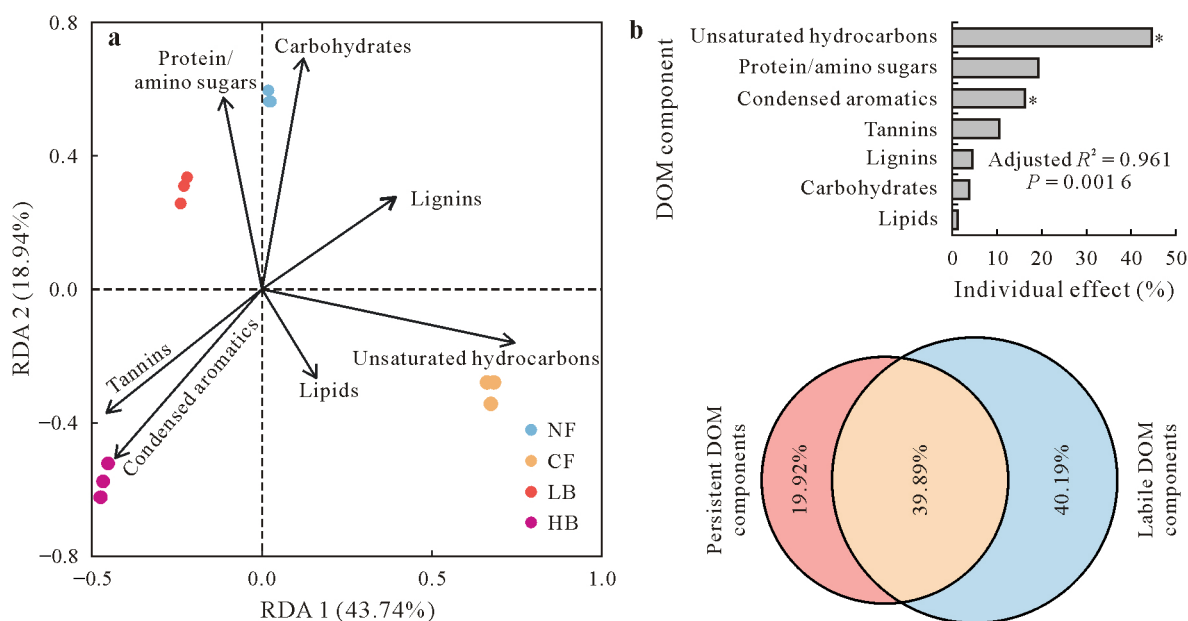 a
0.8
0.4
0.0
−0.4
−0.8
RDA 2 (18.94%)
−0.5
0.0
0.5
1.0
RDA 1 (43.74%)
Protein/
amino sugars
Carbohydrates
Lignins
Unsaturated hydrocarbons
Lipids
Tannins
Condensed aromatics
NF
CF
LB
HB
b
DOM component
Unsaturated hydrocarbons
*
Protein/amino sugars
Condensed aromatics
*
Tannins
Lignins
Carbohydrates
Lipids
Adjusted R² = 0.961
P = 0.001 6
0
10
20
30
40
50
Individual effect (%)
Persistent DOM
components
19.92%
39.89%
40.19%
Labile DOM
components